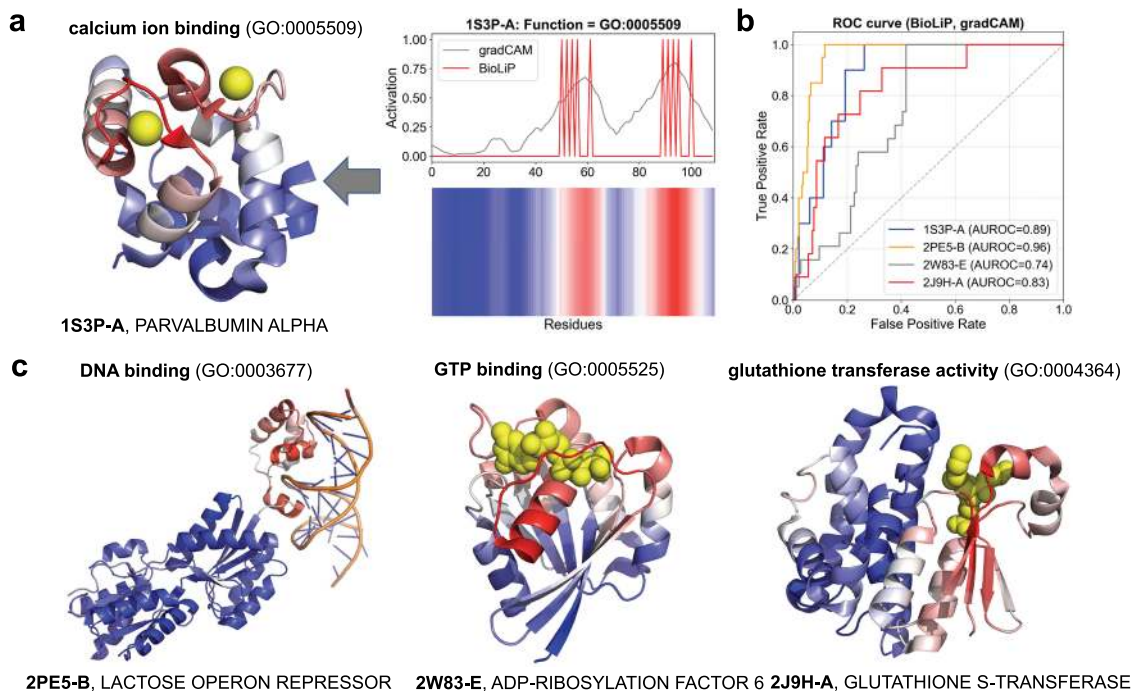 a
calcium ion binding (GO:0005509)
1S3P-A, PARVALBUMIN ALPHA
1S3P-A: Function = GO:0005509
gradCAM
BioLiP
Activation
1.00
0.75
0.50
0.25
0.00
0 20 40 60 80 100
Residues
b
ROC curve (BioLiP, gradCAM)
True Positive Rate
1.0
0.8
0.6
0.4
0.2
0.0
1S3P-A (AUROC=0.89)
2PE5-B (AUROC=0.96)
2W83-E (AUROC=0.74)
2J9H-A (AUROC=0.83)
0.0 0.2 0.4 0.6 0.8 1.0
False Positive Rate
c
DNA binding (GO:0003677)
2PE5-B, LACTOSE OPERON REPRESSOR
GTP binding (GO:0005525)
2W83-E, ADP-RIBOSYLATION FACTOR 6
glutathione transferase activity (GO:0004364)
2J9H-A, GLUTATHIONE S-TRANSFERASE